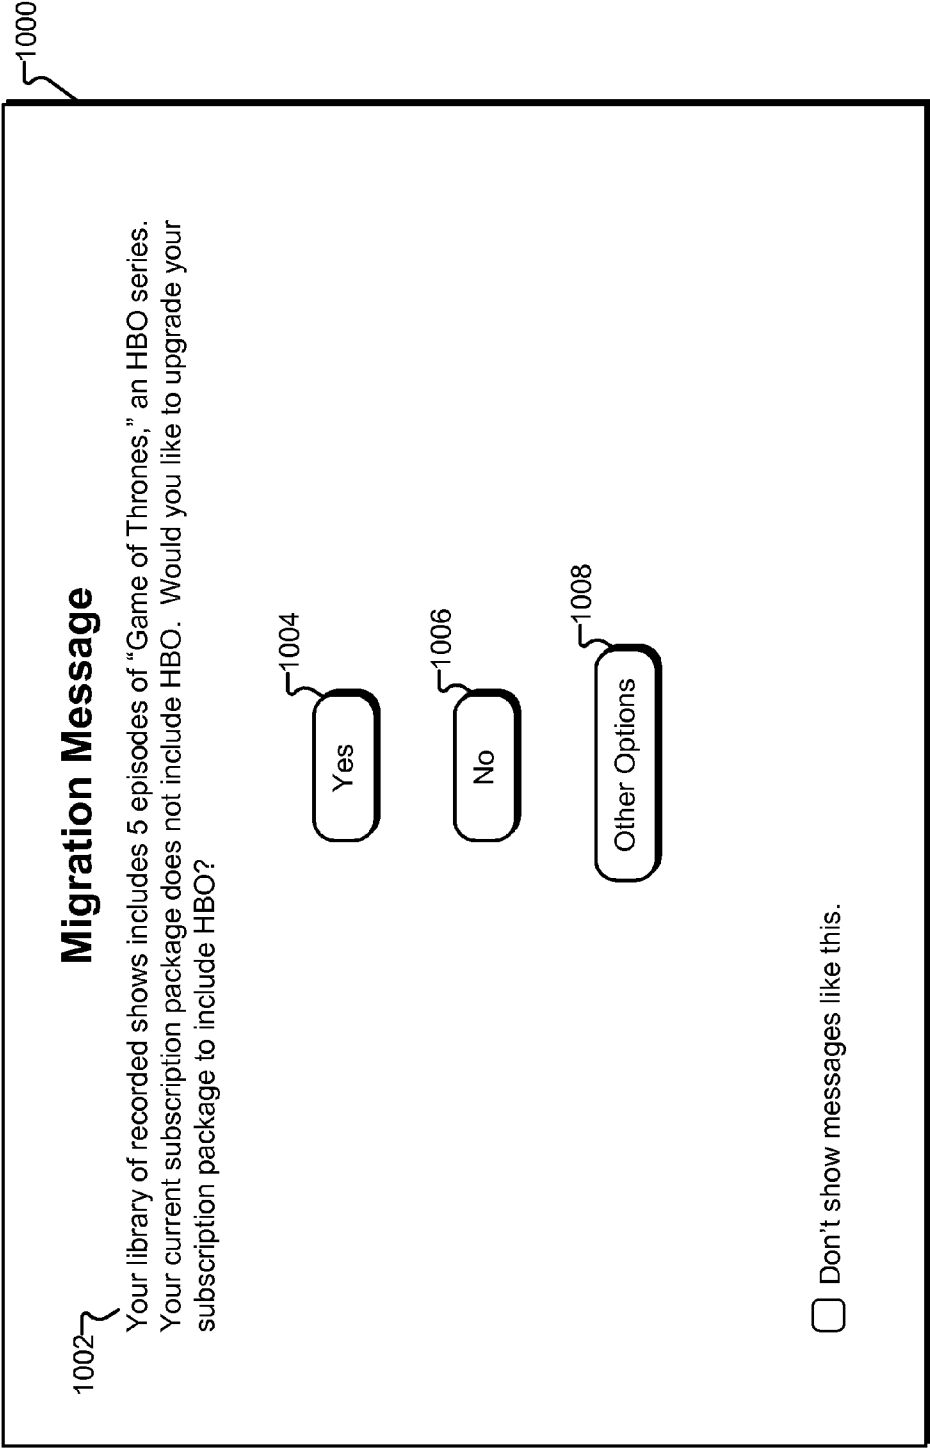 1000
Migration Message
1002
Your library of recorded shows includes 5 episodes of “Game of Thrones,” an HBO series.
Your current subscription package does not include HBO.  Would you like to upgrade your
subscription package to include HBO?
1004
Yes
1006
No
1008
Other Options
Don’t show messages like this.